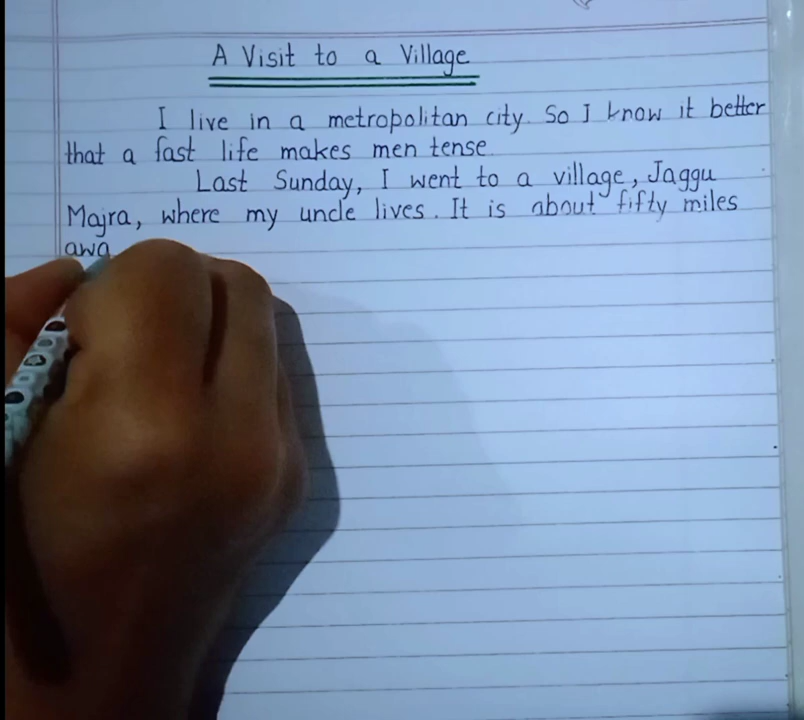 A Visit to a Village
I live in a metropolitan city. So I know it better
that a fast life makes men tense.
Last Sunday, I went to a village, Jaggu
Majra, where my uncle lives. It is about fifty miles
awa